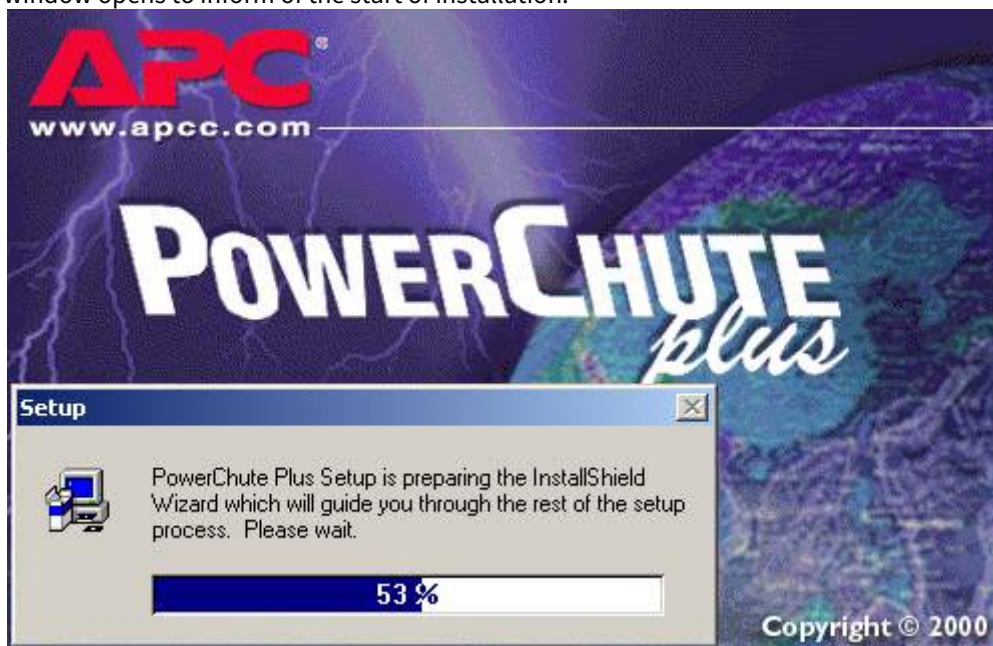 window opens to inform of the start of installation.
APC®
www.apcc.com
POWERCHUTE
plus
Setup
PowerChute Plus Setup is preparing the InstallShield
Wizard which will guide you through the rest of the setup
process. Please wait.
53 %
Copyright © 2000